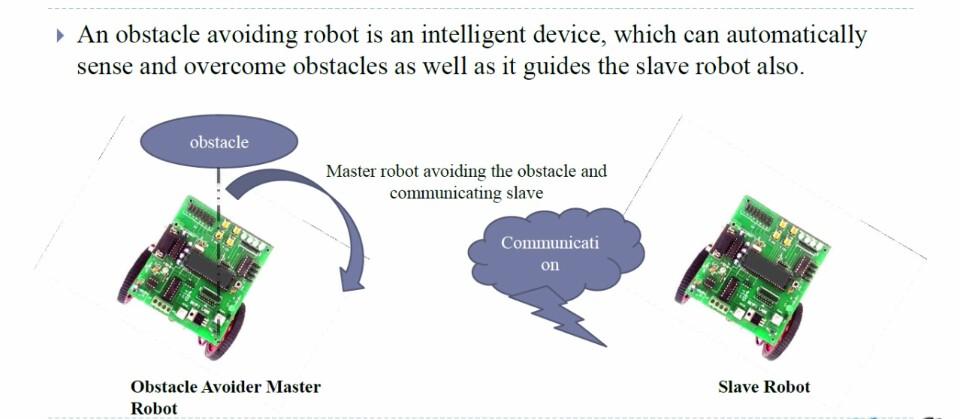 An obstacle avoiding robot is an intelligent device, which can automatically
sense and overcome obstacles as well as it guides the slave robot also.
obstacle
Master robot avoiding the obstacle and
communicating slave
Communicati
on
Obstacle Avoider Master
Robot
Slave Robot